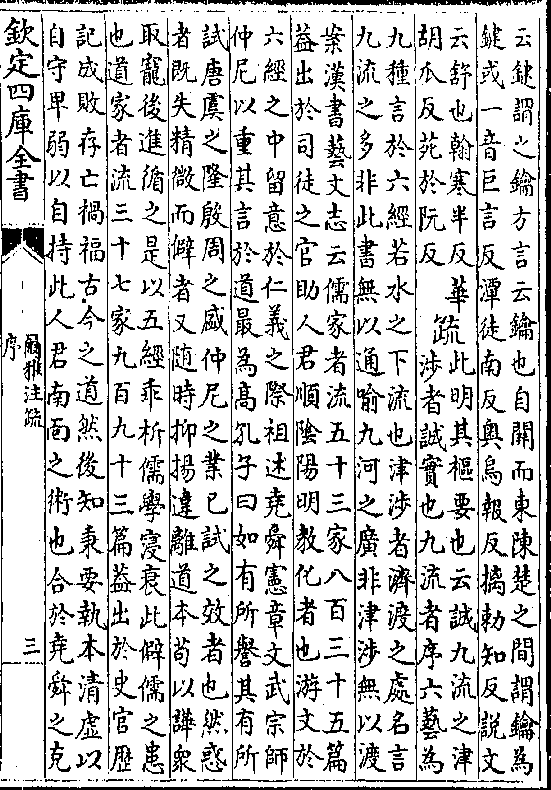 云鍵謂之鑰方言云鑰也自關而東陳楚之間謂鑰為
鍵或一音巨言反潭徒南反奧烏報反摛勅知反說文
云舒也翰寒半反華
胡瓜反苑於阮反
疏
此明其樞要也云誠九流之津
涉者誠實也九流者序六藝為
九種言於六經若水之下流也津涉者濟渡之處名言
九流之多非此書無以通喻九河之廣非津涉無以渡
案漢書藝文志云儒家者流五十三家八百三十五篇
葢出於司徒之官助人君順陰陽明教化者也游文於
六經之中留意於仁義之際祖述堯舜憲章文武宗師
仲尼以重其言於道最為高孔子曰如有所譽其有所
試唐虞之隆殷周之盛仲尼之業已試之效者也然惑
者既失精微而僻者又随時抑揚違離道本苟以譁衆
取寵後進循之是以五經乖析儒學寖衰此僻儒之患
也道家者流三十七家九百九十三篇葢出於史官歴
記成敗存亡禍福古今之道然後知秉要執本清虚以
自守卑弱以自持此人君南面之術也合於堯舜之克
欽定四庫全書
爾雅注疏
序
三